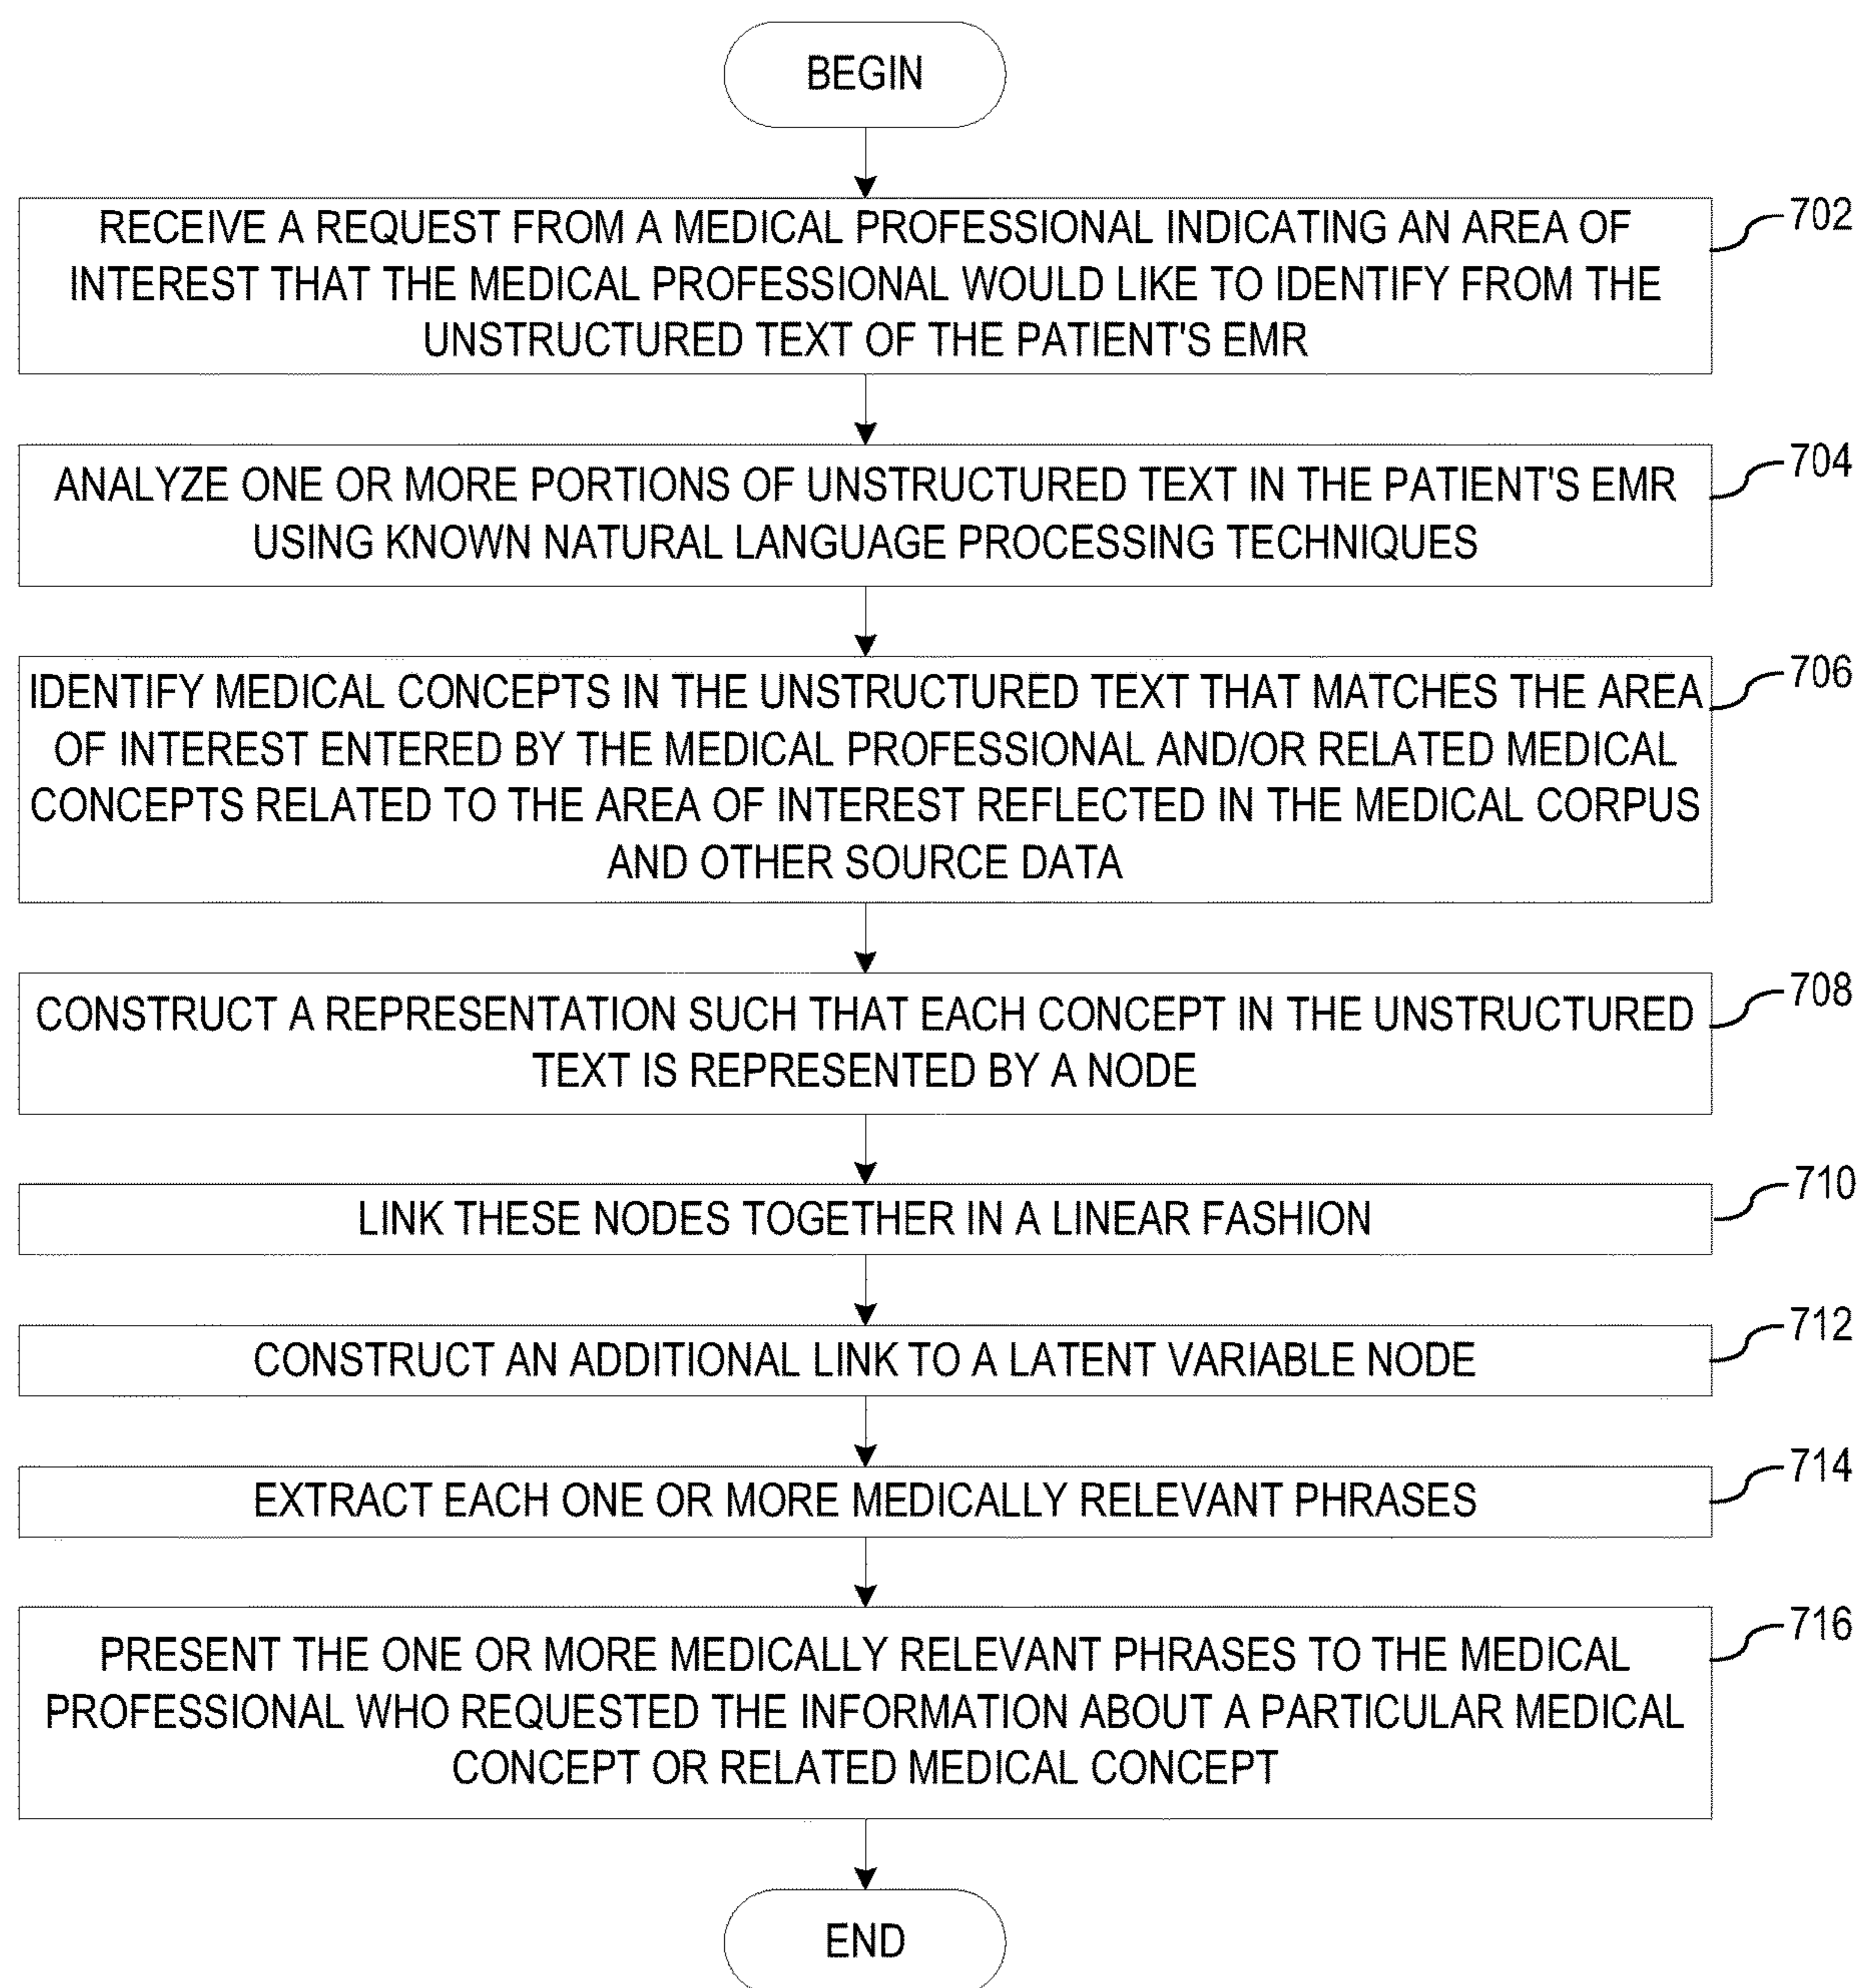 BEGIN
RECEIVE A REQUEST FROM A MEDICAL PROFESSIONAL INDICATING AN AREA OF
INTEREST THAT THE MEDICAL PROFESSIONAL WOULD LIKE TO IDENTIFY FROM THE
UNSTRUCTURED TEXT OF THE PATIENT'S EMR
702
ANALYZE ONE OR MORE PORTIONS OF UNSTRUCTURED TEXT IN THE PATIENT'S EMR
USING KNOWN NATURAL LANGUAGE PROCESSING TECHNIQUES
704
IDENTIFY MEDICAL CONCEPTS IN THE UNSTRUCTURED TEXT THAT MATCHES THE AREA
OF INTEREST ENTERED BY THE MEDICAL PROFESSIONAL AND/OR RELATED MEDICAL
CONCEPTS RELATED TO THE AREA OF INTEREST REFLECTED IN THE MEDICAL CORPUS
AND OTHER SOURCE DATA
706
CONSTRUCT A REPRESENTATION SUCH THAT EACH CONCEPT IN THE UNSTRUCTURED
TEXT IS REPRESENTED BY A NODE
708
LINK THESE NODES TOGETHER IN A LINEAR FASHION
710
CONSTRUCT AN ADDITIONAL LINK TO A LATENT VARIABLE NODE
712
EXTRACT EACH ONE OR MORE MEDICALLY RELEVANT PHRASES
714
PRESENT THE ONE OR MORE MEDICALLY RELEVANT PHRASES TO THE MEDICAL
PROFESSIONAL WHO REQUESTED THE INFORMATION ABOUT A PARTICULAR MEDICAL
CONCEPT OR RELATED MEDICAL CONCEPT
716
END